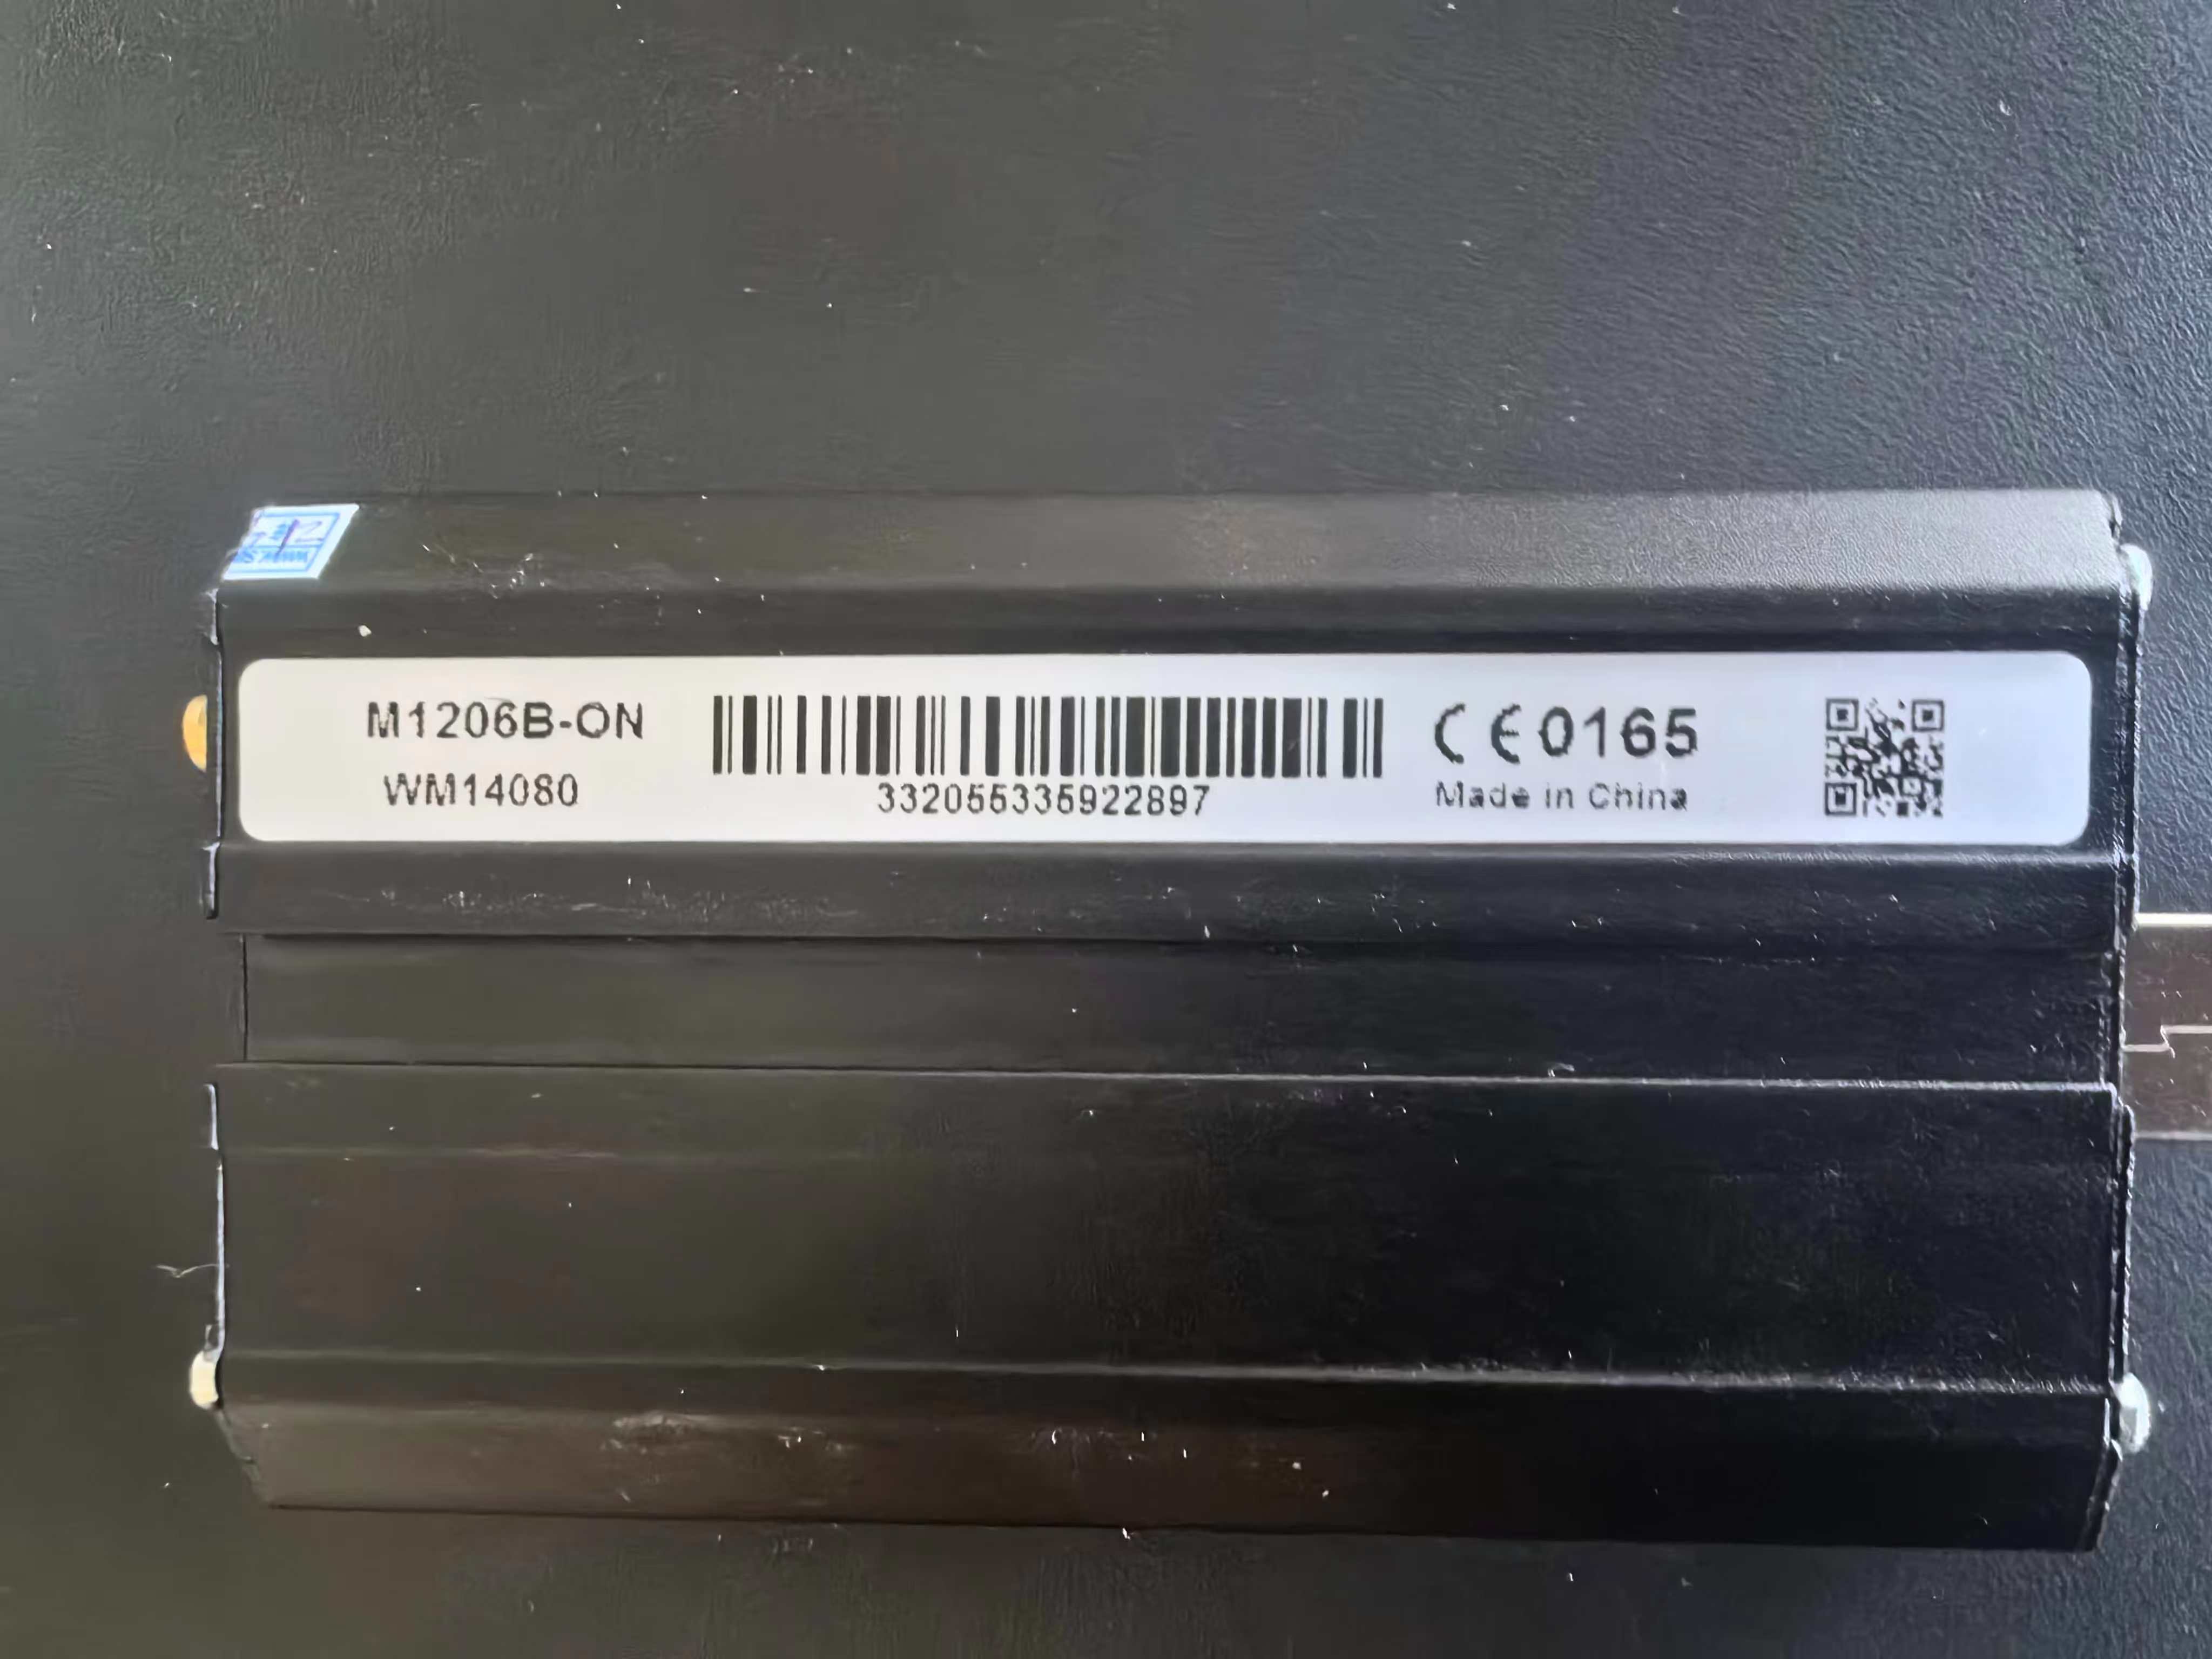 M1206B-ON
WM14080
332055335922897
CE0165
Made in China